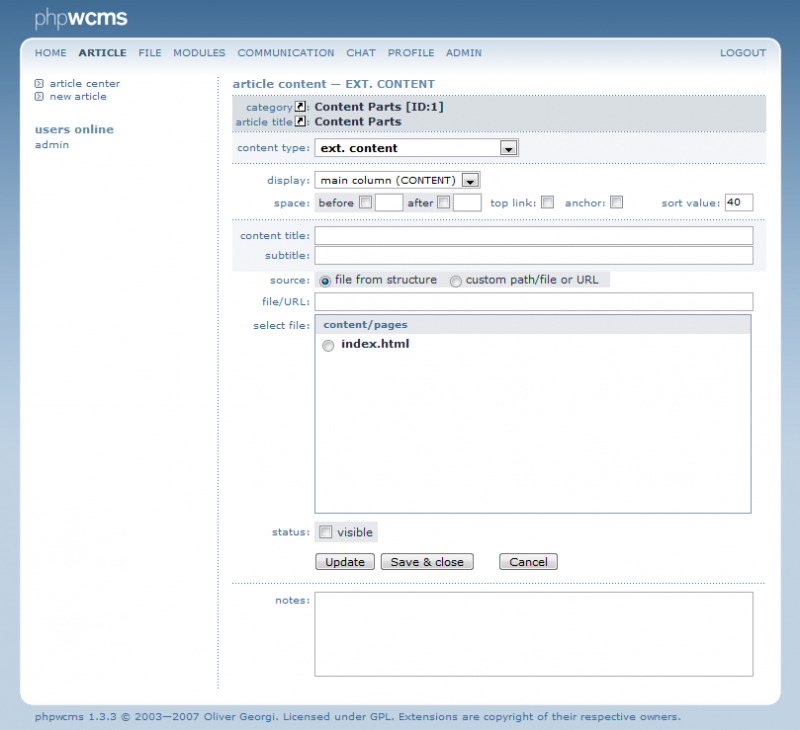 phpwcms
HOME ARTICLE FILE MODULES COMMUNICATION CHAT PROFILE ADMIN LOGOUT
article center
new article
users online
admin
article content — EXT. CONTENT
category: Content Parts [ID:1]
article title: Content Parts
content type: ext. content
display: main column (CONTENT)
space: before after top link: anchor: sort value: 40
content title:
subtitle:
source: file from structure custom path/file or URL
file/URL:
select file: content/pages
index.html
status: visible
Update Save & close Cancel
notes:
phpwcms 1.3.3 © 2003—2007 Oliver Georgi. Licensed under GPL. Extensions are copyright of their respective owners.